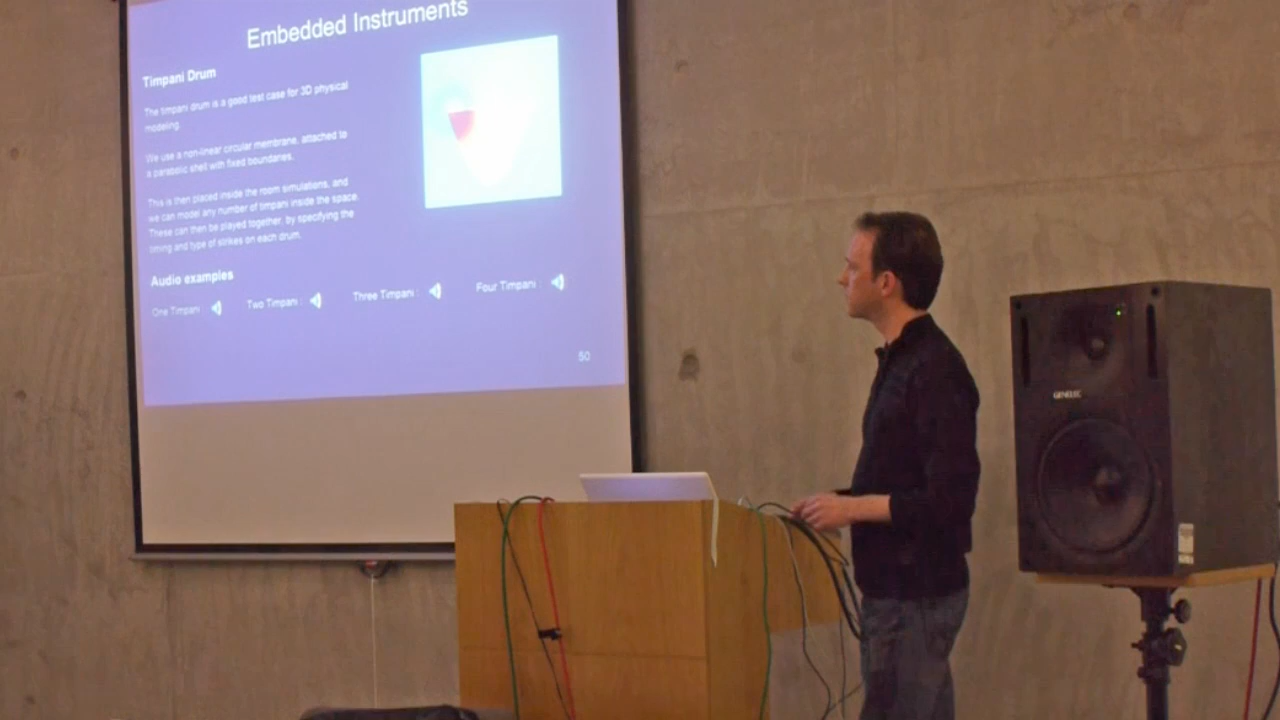 Embedded Instruments
Timpani Drum
The timpani drum is a good test case for 3D physical
modeling.
We use a non-linear circular membrane, attached to
a parabolic shell with fixed boundaries.
This is then placed inside the room simulations, and
we can model any number of timpani inside the space.
These can then be played together, by specifying the
timing and type of strikes on each drum.
Audio examples
One Timpani : Two Timpani : Three Timpani : Four Timpani :
50
GENELEC